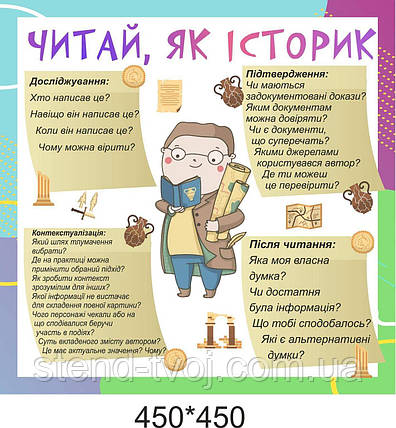 ЧИТАЙ, ЯК ІСТОРИК
Досліджування:
Хто написав це?
Навіщо він написав це?
Коли він написав це?
Чому можна вірити?
Підтвердження:
Чи маються
задокументовані докази?
Яким документам
можна довіряти?
Чи є документи,
що суперечать?
Якими джерелами
користувався автор?
Де ти можеш
це перевірити?
Контекстуалізація:
Який шлях тлумачення
вибрати?
Де на практиці можна
примінити обраний підхід?
Як зробити контекст
зрозумілим для інших?
Якої інформації не вистачає
для складення повної картини?
Чого персонажі чекали або на
що сподівалися беручи
участь в подіях?
Суть вкладеного змісту автором?
Це має актуальне значення? Чому?
Після читання:
Яка моя власна
думка?
Чи достатня
була інформація?
Що тобі сподобалось?
Які є альтернативні
думки?
stend-tvoj.com.ua
450*450